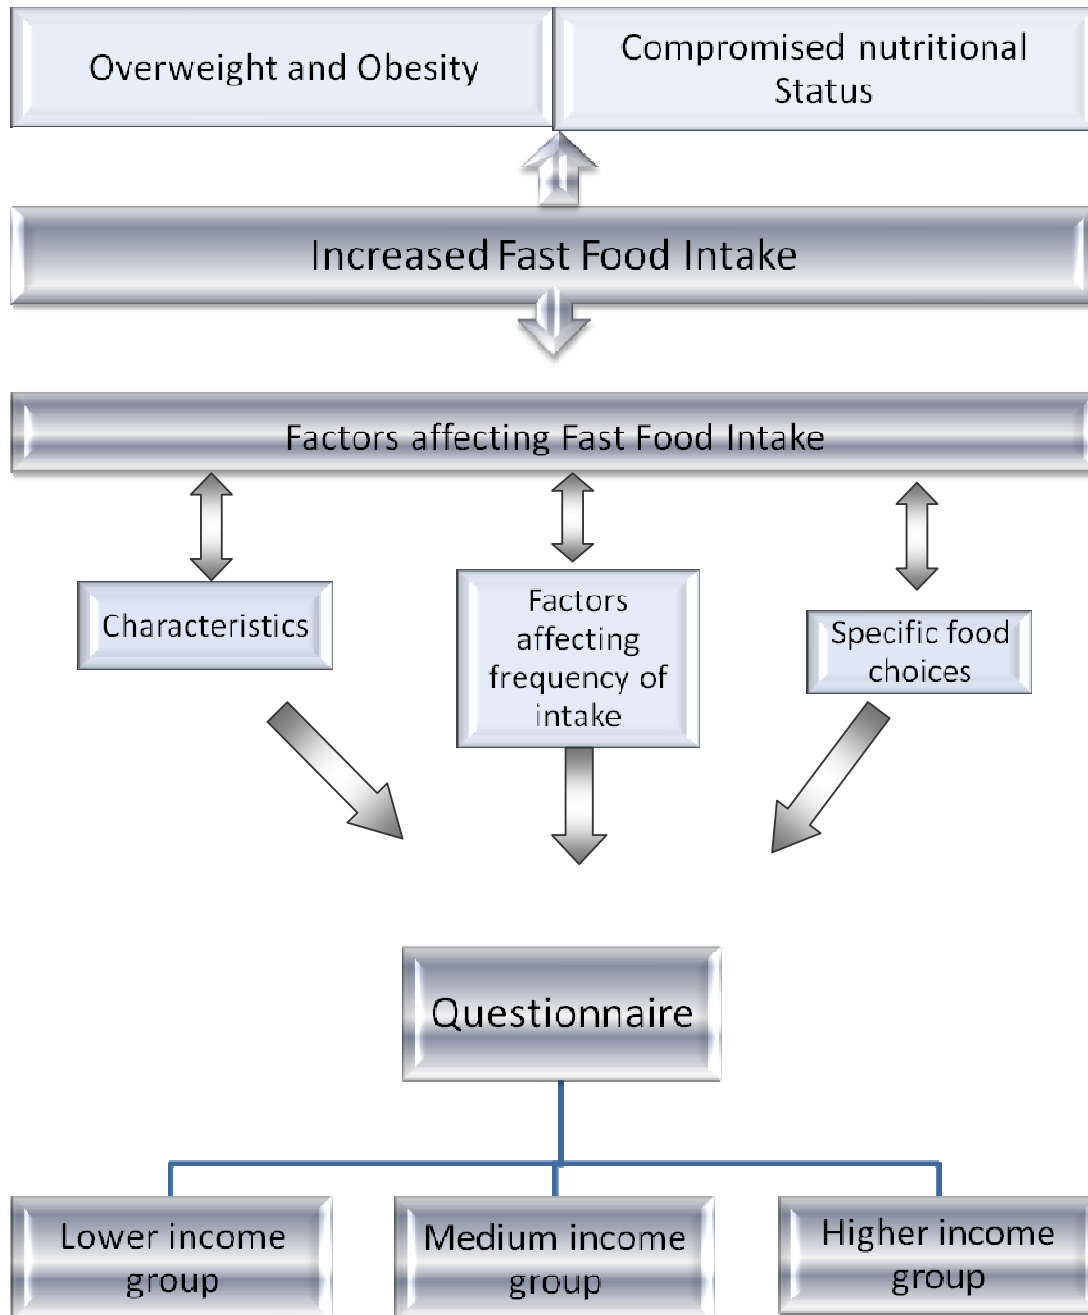 Overweight and Obesity
Compromised nutritional
Status
Increased Fast Food Intake
Factors affecting Fast Food Intake
Characteristics
Factors
affecting
frequency of
intake
Specific food
choices
Questionnaire
Lower income
group
Medium income
group
Higher income
group